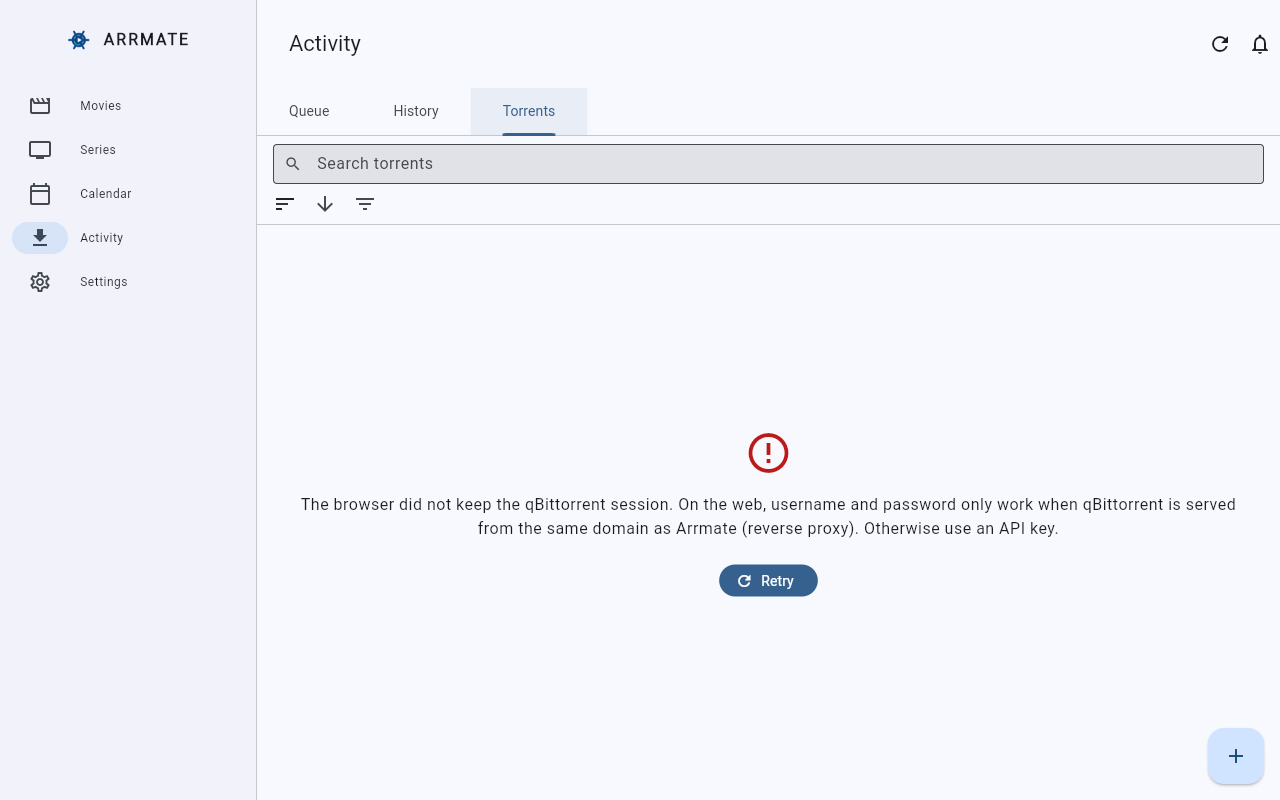 ARRMATE
Movies
Series
Calendar
Activity
Settings
Activity
Queue
History
Torrents
Search torrents
The browser did not keep the qBittorrent session. On the web, username and password only work when qBittorrent is served
from the same domain as Arrmate (reverse proxy). Otherwise use an API key.
Retry